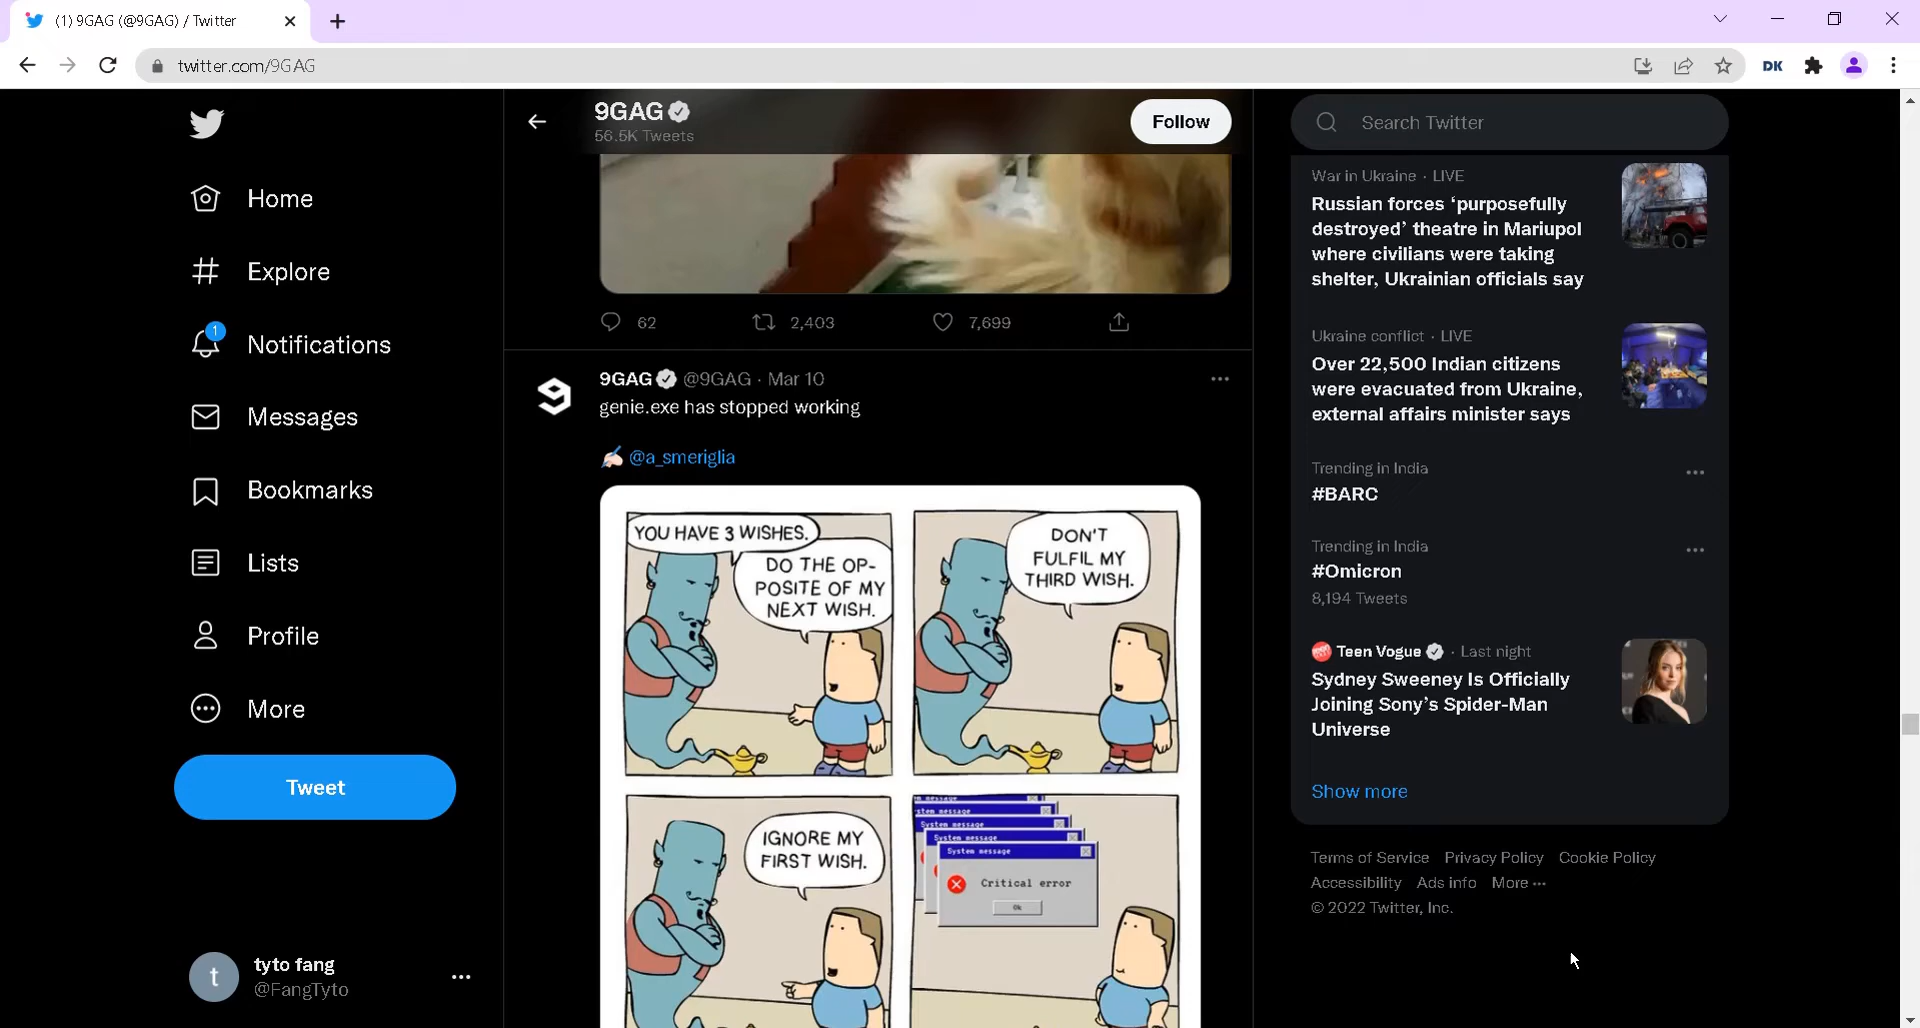 (1) 9GAG (@9GAG) / Twitter
twitter.com/9GAG
DK
Home
Explore
1
Notifications
Messages
Bookmarks
Lists
Profile
More
Tweet
t
tyto fang
@FangTyto
9GAG
56.5K Tweets
Follow
62
2,403
7,699
9GAG @9GAG · Mar 10
genie.exe has stopped working
@a_smeriglia
YOU HAVE 3 WISHES.
DO THE OP-
POSITE OF MY
NEXT WISH.
DON'T
FULFIL MY
THIRD WISH.
IGNORE MY
FIRST WISH.
System message
System message
System message
Critical error
Ok
Search Twitter
War in Ukraine · LIVE
Russian forces ‘purposefully
destroyed’ theatre in Mariupol
where civilians were taking
shelter, Ukrainian officials say
Ukraine conflict · LIVE
Over 22,500 Indian citizens
were evacuated from Ukraine,
external affairs minister says
Trending in India
#BARC
Trending in India
#Omicron
8,194 Tweets
Teen Vogue · Last night
Sydney Sweeney Is Officially
Joining Sony’s Spider-Man
Universe
Show more
Terms of Service Privacy Policy Cookie Policy
Accessibility Ads info More ···
© 2022 Twitter, Inc.